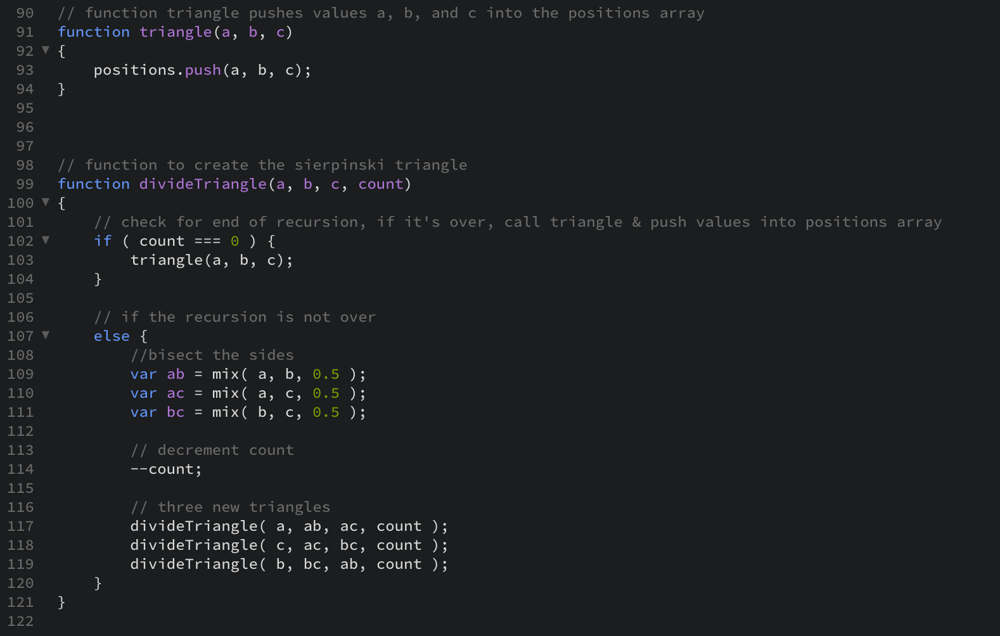 90 // function triangle pushes values a, b, and c into the positions array
91 function triangle(a, b, c)
92 ▼ {
93     positions.push(a, b, c);
94 }
95
96
97
98 // function to create the sierpinski triangle
99 function divideTriangle(a, b, c, count)
100 ▼ {
101     // check for end of recursion, if it's over, call triangle & push values into positions array
102 ▼     if ( count === 0 ) {
103         triangle(a, b, c);
104     }
105
106     // if the recursion is not over
107 ▼     else {
108         //bisect the sides
109         var ab = mix( a, b, 0.5 );
110         var ac = mix( a, c, 0.5 );
111         var bc = mix( b, c, 0.5 );
112
113         // decrement count
114         --count;
115
116         // three new triangles
117         divideTriangle( a, ab, ac, count );
118         divideTriangle( c, ac, bc, count );
119         divideTriangle( b, bc, ab, count );
120     }
121 }
122